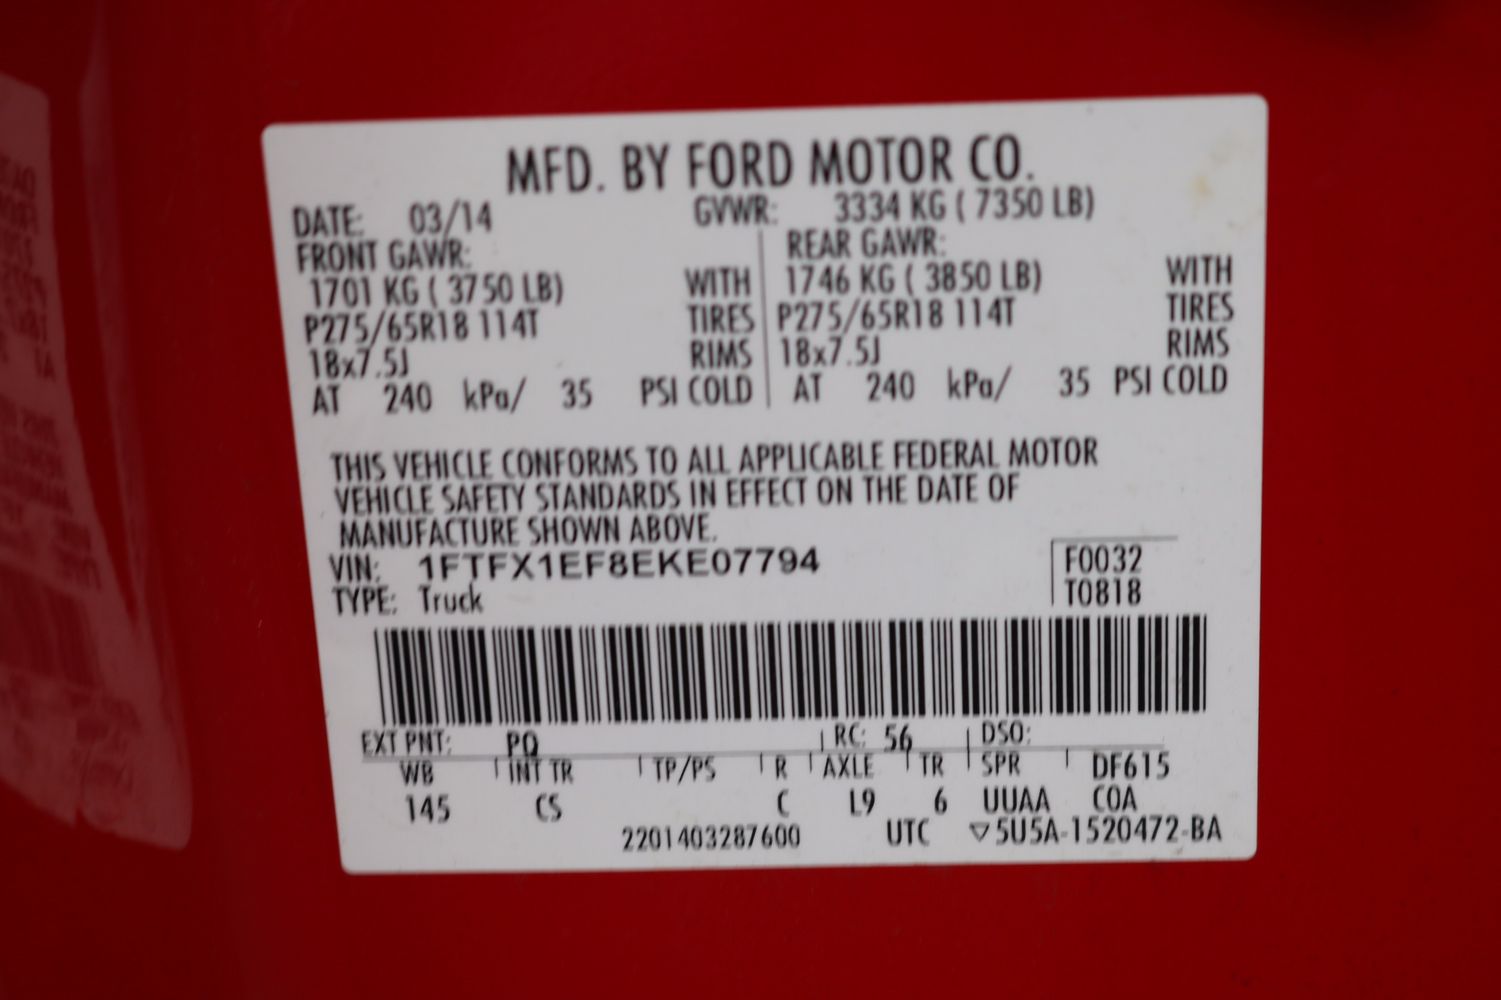 MFD. BY FORD MOTOR CO.
DATE: 03/14 GVWR: 3334 KG ( 7350 LB)
FRONT GAWR: REAR GAWR:
1701 KG ( 3750 LB) WITH 1746 KG ( 3850 LB) WITH
P275/65R18 114T TIRES P275/65R18 114T TIRES
18x7.5J RIMS 18x7.5J RIMS
AT 240 kPa/ 35 PSI COLD AT 240 kPa/ 35 PSI COLD
THIS VEHICLE CONFORMS TO ALL APPLICABLE FEDERAL MOTOR
VEHICLE SAFETY STANDARDS IN EFFECT ON THE DATE OF
MANUFACTURE SHOWN ABOVE.
VIN: 1FTFX1EF8EKE07794 F0032
TYPE: Truck T0818
EXT PNT: PQ RC: 56 DSO:
WB INT TR TP/PS R AXLE TR SPR DF615
145 CS C L9 6 UUAA COA
2201403287600 UTC ▽5U5A-1520472-BA